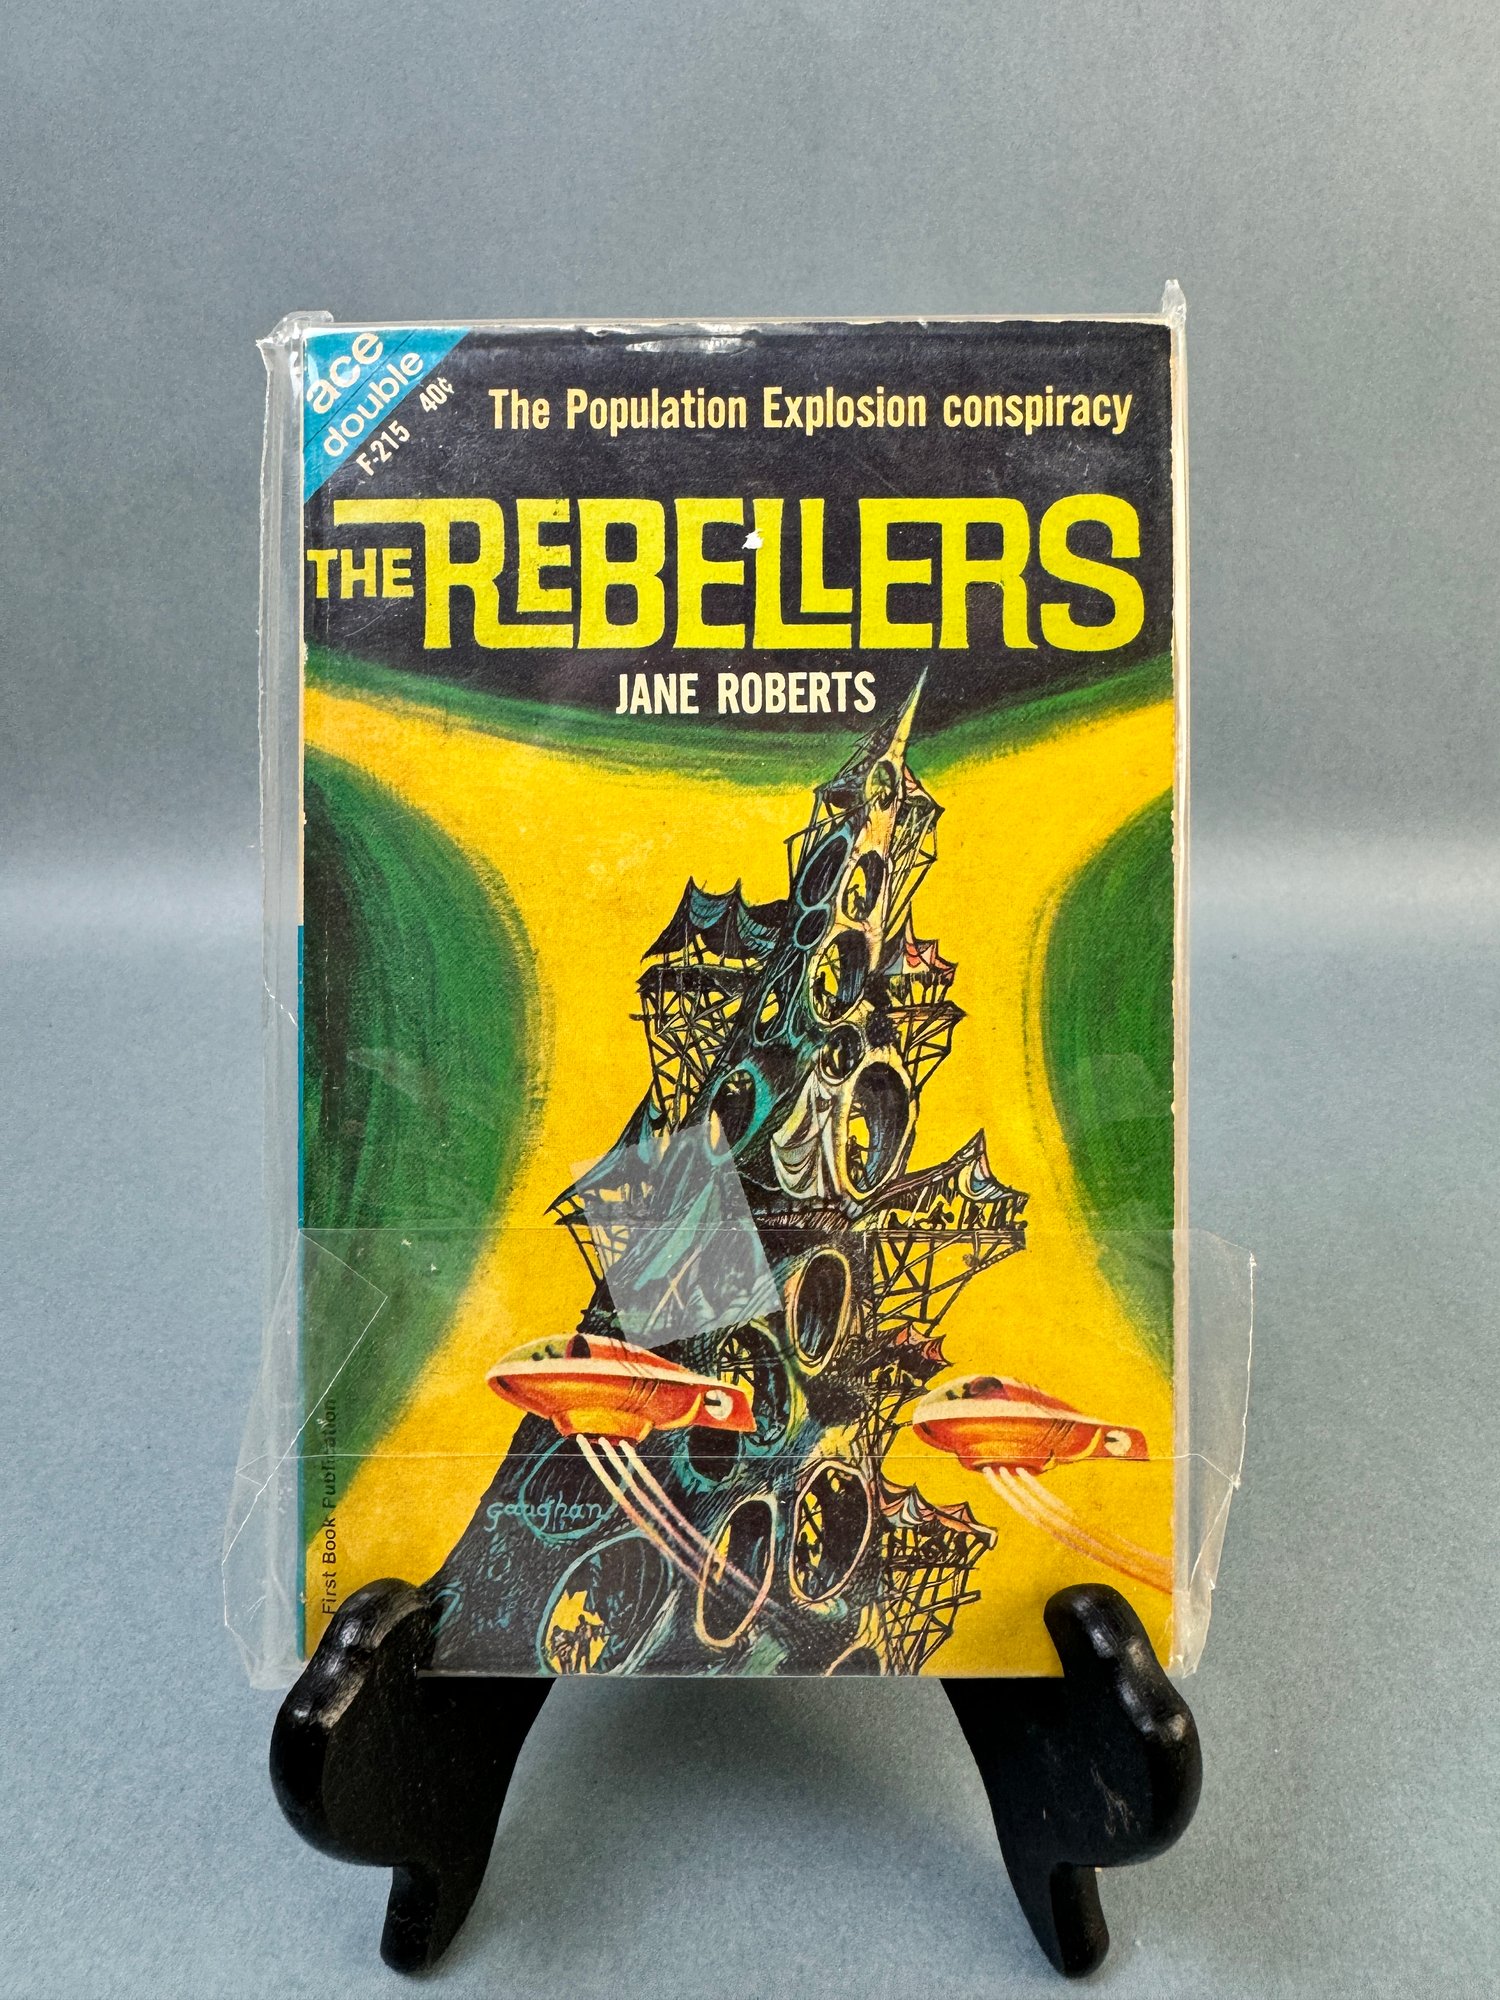 ace
double
F-215 40¢
The Population Explosion conspiracy
THE REBELLERS
JANE ROBERTS
gaughan
First Book Publication